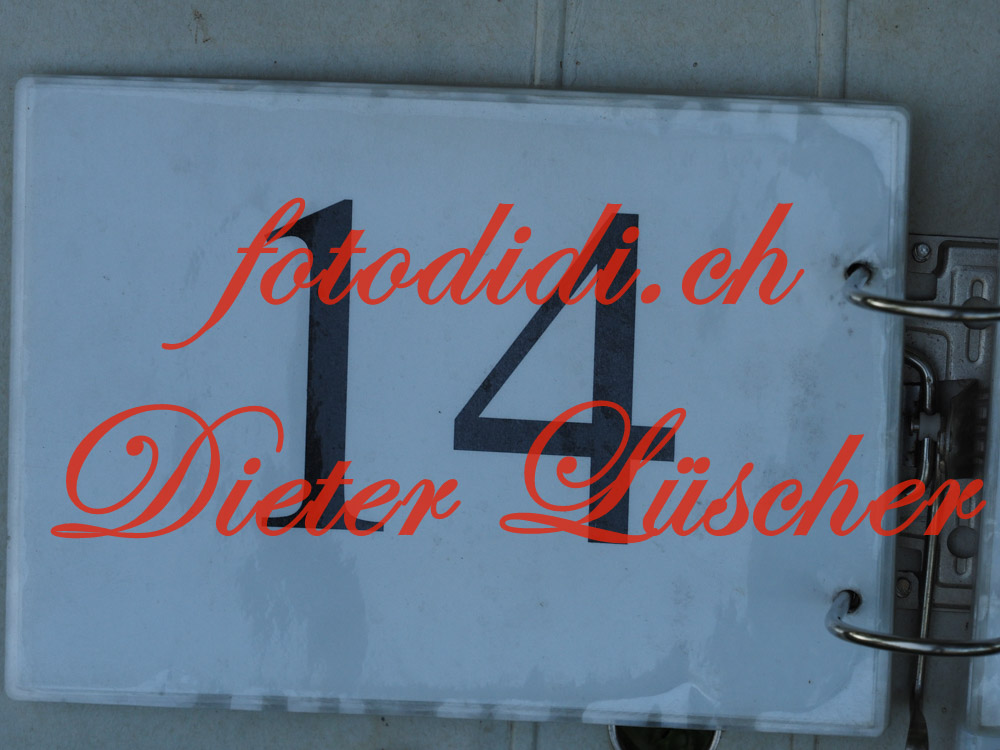 14
fotodidi.ch
Dieter Lüscher